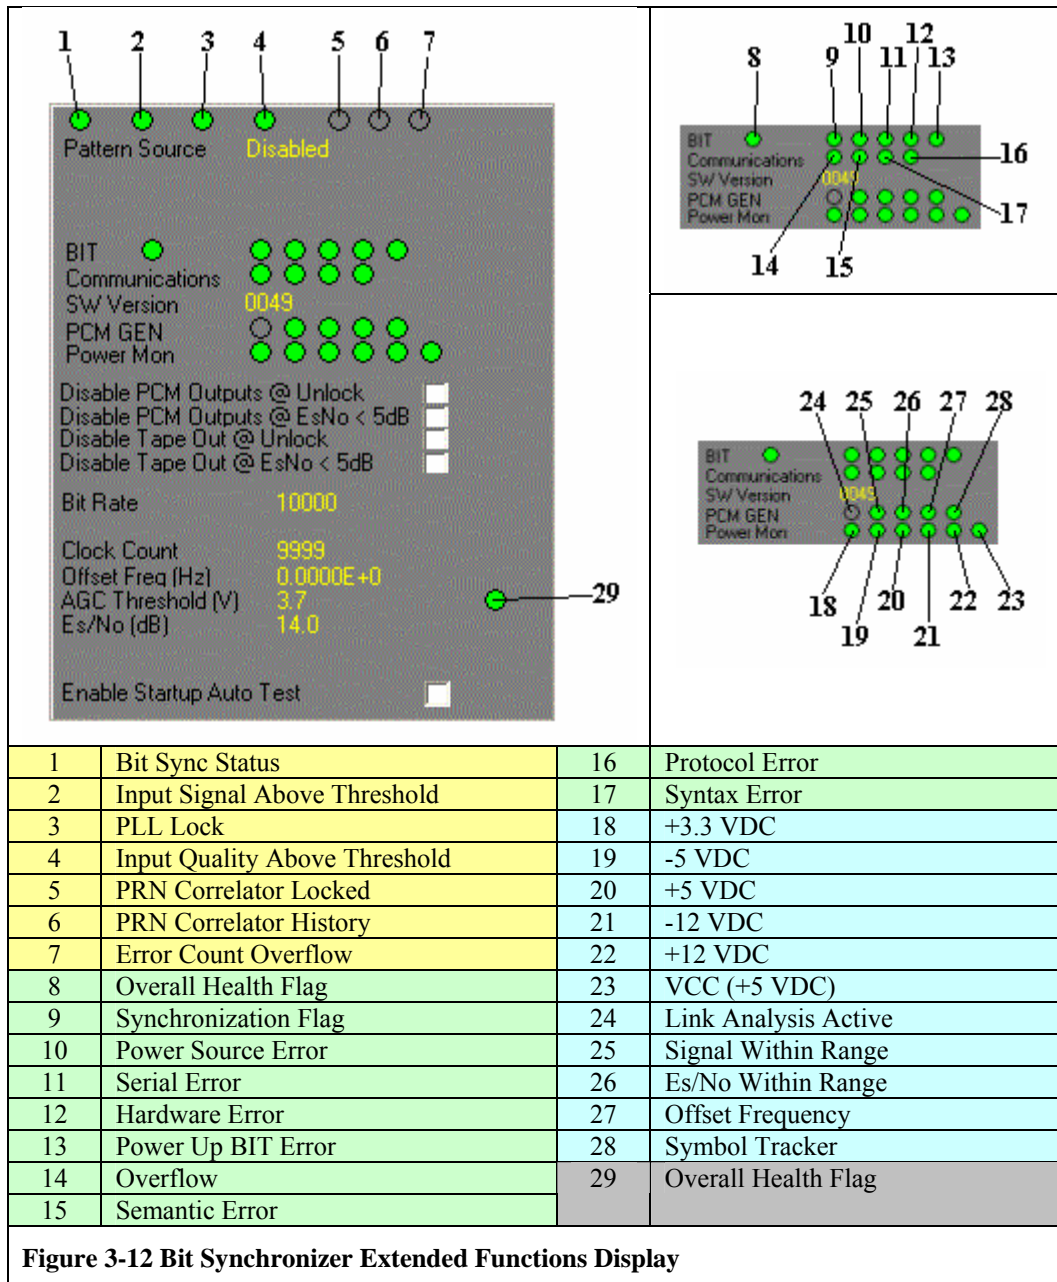 1 2 3 4 5 6 7
Pattern Source Disabled
BIT
Communications
SW Version 0049
PCM GEN
Power Mon
Disable PCM Outputs @ Unlock
Disable PCM Outputs @ EsNo < 5dB
Disable Tape Out @ Unlock
Disable Tape Out @ EsNo < 5dB
Bit Rate 10000
Clock Count 9999
Offset Freq (Hz) 0.0000E+0
AGC Threshold (V) 3.7
Es/No (dB) 14.0
29
Enable Startup Auto Test
8 9 10 11 12 13
BIT
Communications
SW Version 0049
PCM GEN
Power Mon
16
17
14 15
24 25 26 27 28
BIT
Communications
SW Version 0049
PCM GEN
Power Mon
18 19 20 21 22 23
1 Bit Sync Status 16 Protocol Error
2 Input Signal Above Threshold 17 Syntax Error
3 PLL Lock 18 +3.3 VDC
4 Input Quality Above Threshold 19 -5 VDC
5 PRN Correlator Locked 20 +5 VDC
6 PRN Correlator History 21 -12 VDC
7 Error Count Overflow 22 +12 VDC
8 Overall Health Flag 23 VCC (+5 VDC)
9 Synchronization Flag 24 Link Analysis Active
10 Power Source Error 25 Signal Within Range
11 Serial Error 26 Es/No Within Range
12 Hardware Error 27 Offset Frequency
13 Power Up BIT Error 28 Symbol Tracker
14 Overflow 29 Overall Health Flag
15 Semantic Error
Figure 3-12 Bit Synchronizer Extended Functions Display